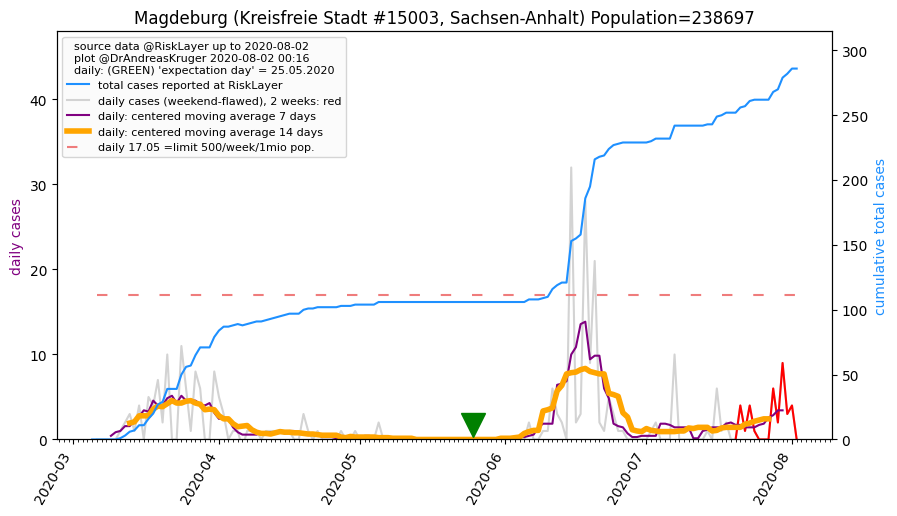 Magdeburg (Kreisfreie Stadt #15003, Sachsen-Anhalt) Population=238697
source data @RiskLayer up to 2020-08-02
plot @DrAndreasKruger 2020-08-02 00:16
daily: (GREEN) 'expectation day' = 25.05.2020
total cases reported at RiskLayer
daily cases (weekend-flawed), 2 weeks: red
daily: centered moving average 7 days
daily: centered moving average 14 days
daily 17.05 =limit 500/week/1mio pop.
daily cases
40
30
20
10
0
cumulative total cases
300
250
200
150
100
50
0
2020-03
2020-04
2020-05
2020-06
2020-07
2020-08